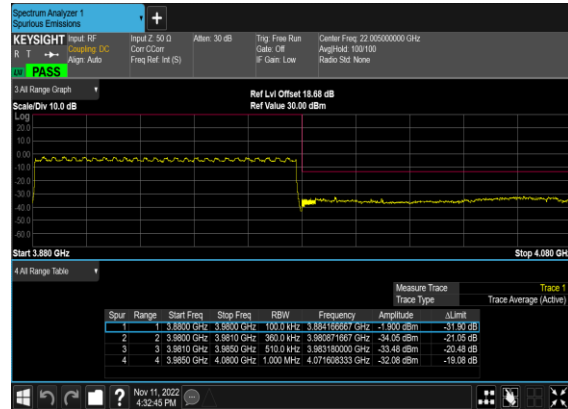 Spectrum Analyzer 1
Spurious Emissions
+
KEYSIGHT Input: RF Input Z: 50 Ω Atten: 30 dB Trig: Free Run Center Freq: 22.005000000 GHz
R T Coupling: DC Corr CCorr Gate: Off Avg|Hold: 100/100
Align: Auto Freq Ref: Int (S) IF Gain: Low Radio Std: None
PASS
3 All Range Graph
Ref Lvl Offset 18.68 dB
Scale/Div 10.0 dB Ref Value 30.00 dBm
Log
20.0
10.0
0.00
-10.0
-20.0
-30.0
-40.0
-50.0
-60.0
Start 3.880 GHz Stop 4.080 GHz
4 All Range Table
Measure Trace Trace 1
Trace Type Trace Average (Active)
Spur Range Start Freq Stop Freq RBW Frequency Amplitude ΔLimit
1 1 3.8800 GHz 3.9800 GHz 100.0 kHz 3.884166667 GHz -1.900 dBm -31.90 dB
2 2 3.9800 GHz 3.9810 GHz 360.0 kHz 3.980871667 GHz -34.05 dBm -21.05 dB
3 3 3.9810 GHz 3.9850 GHz 510.0 kHz 3.983180000 GHz -33.48 dBm -20.48 dB
4 4 3.9850 GHz 4.0800 GHz 1.000 MHz 4.071608333 GHz -32.08 dBm -19.08 dB
? Nov 11, 2022
4:32:45 PM